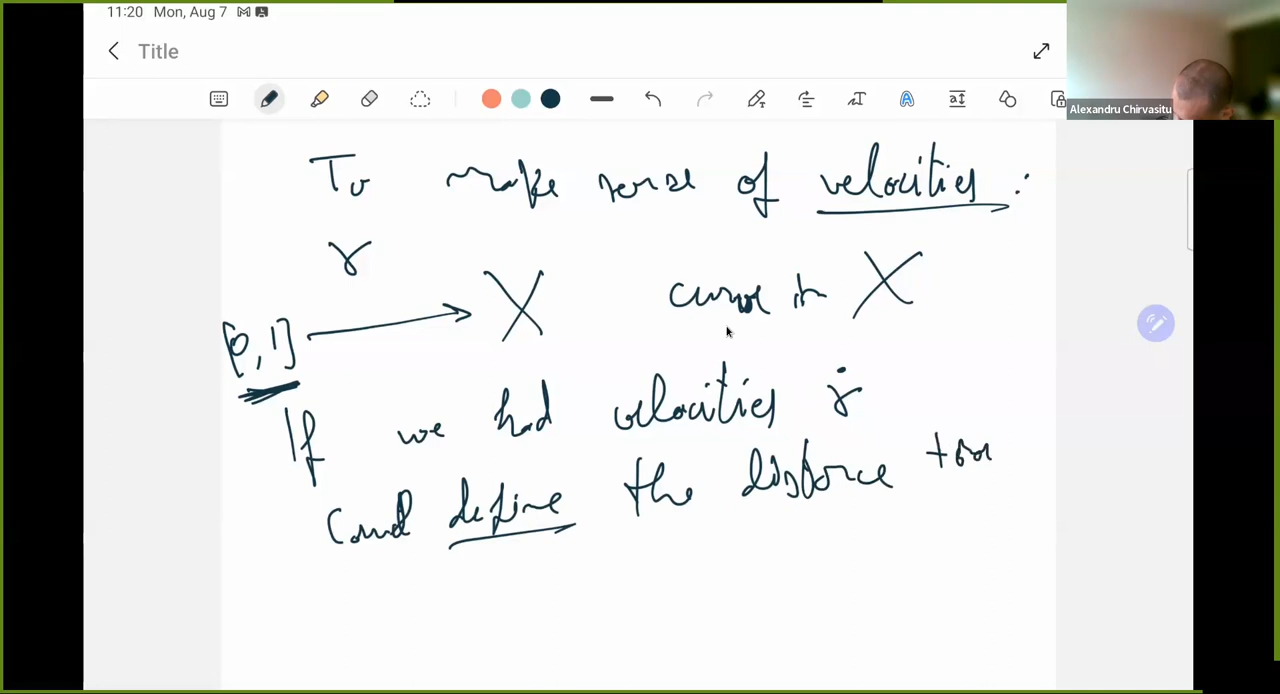 11:20 Mon, Aug 7
Title
Alexandru Chirvasitu
To make sense of velocities :
γ
[0,1] → X curve in X
If we had velocities γ̇
could define the distance